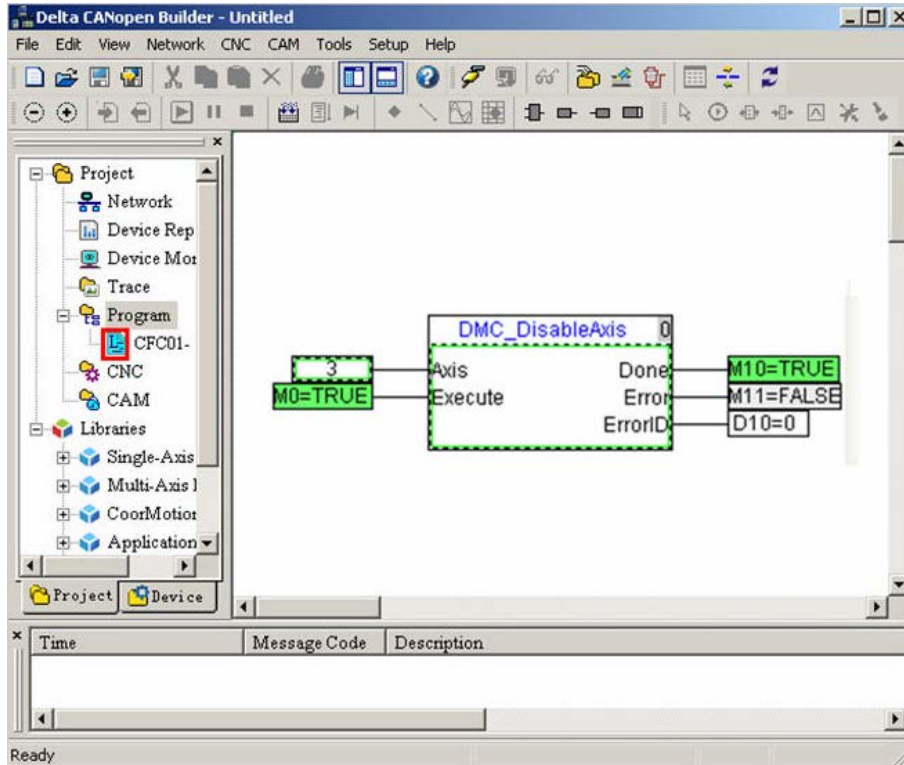 Delta CANopen Builder - Untitled
File Edit View Network CNC CAM Tools Setup Help
Project
Network
Device Rep
Device Mor
Trace
Program
CFC01-
CNC
CAM
Libraries
Single-Axis
Multi-Axis
CoorMotion
Application
Project Device
DMC_DisableAxis 0
3 Axis Done M10=TRUE
M0=TRUE Execute Error M11=FALSE
ErrorID D10=0
Time Message Code Description
Ready